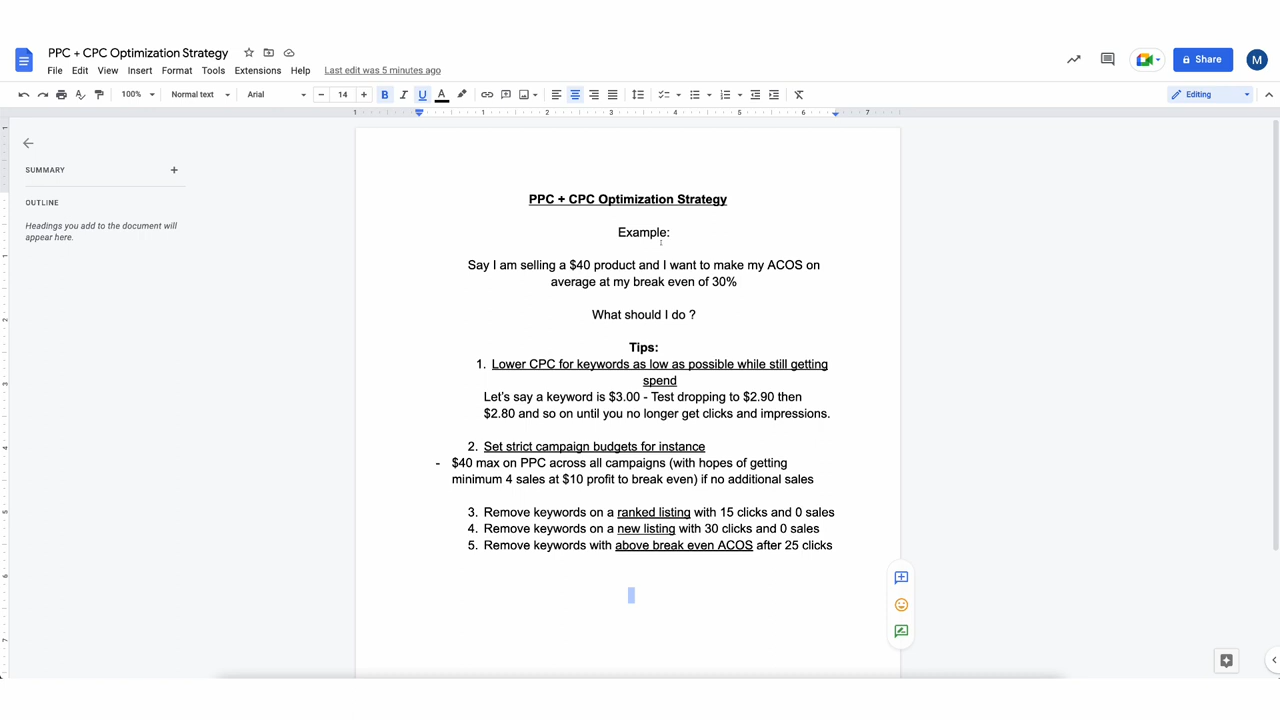 PPC + CPC Optimization Strategy
File Edit View Insert Format Tools Extensions Help Last edit was 5 minutes ago
Share
M
100% Normal text Arial 14 B I U A
Editing
1 1 2 3 4 5 6 7
SUMMARY
OUTLINE
Headings you add to the document will
appear here.
PPC + CPC Optimization Strategy
Example:
Say I am selling a $40 product and I want to make my ACOS on
average at my break even of 30%
What should I do ?
Tips:
1. Lower CPC for keywords as low as possible while still getting
spend
Let's say a keyword is $3.00 - Test dropping to $2.90 then
$2.80 and so on until you no longer get clicks and impressions.
2. Set strict campaign budgets for instance
- $40 max on PPC across all campaigns (with hopes of getting
minimum 4 sales at $10 profit to break even) if no additional sales
3. Remove keywords on a ranked listing with 15 clicks and 0 sales
4. Remove keywords on a new listing with 30 clicks and 0 sales
5. Remove keywords with above break even ACOS after 25 clicks